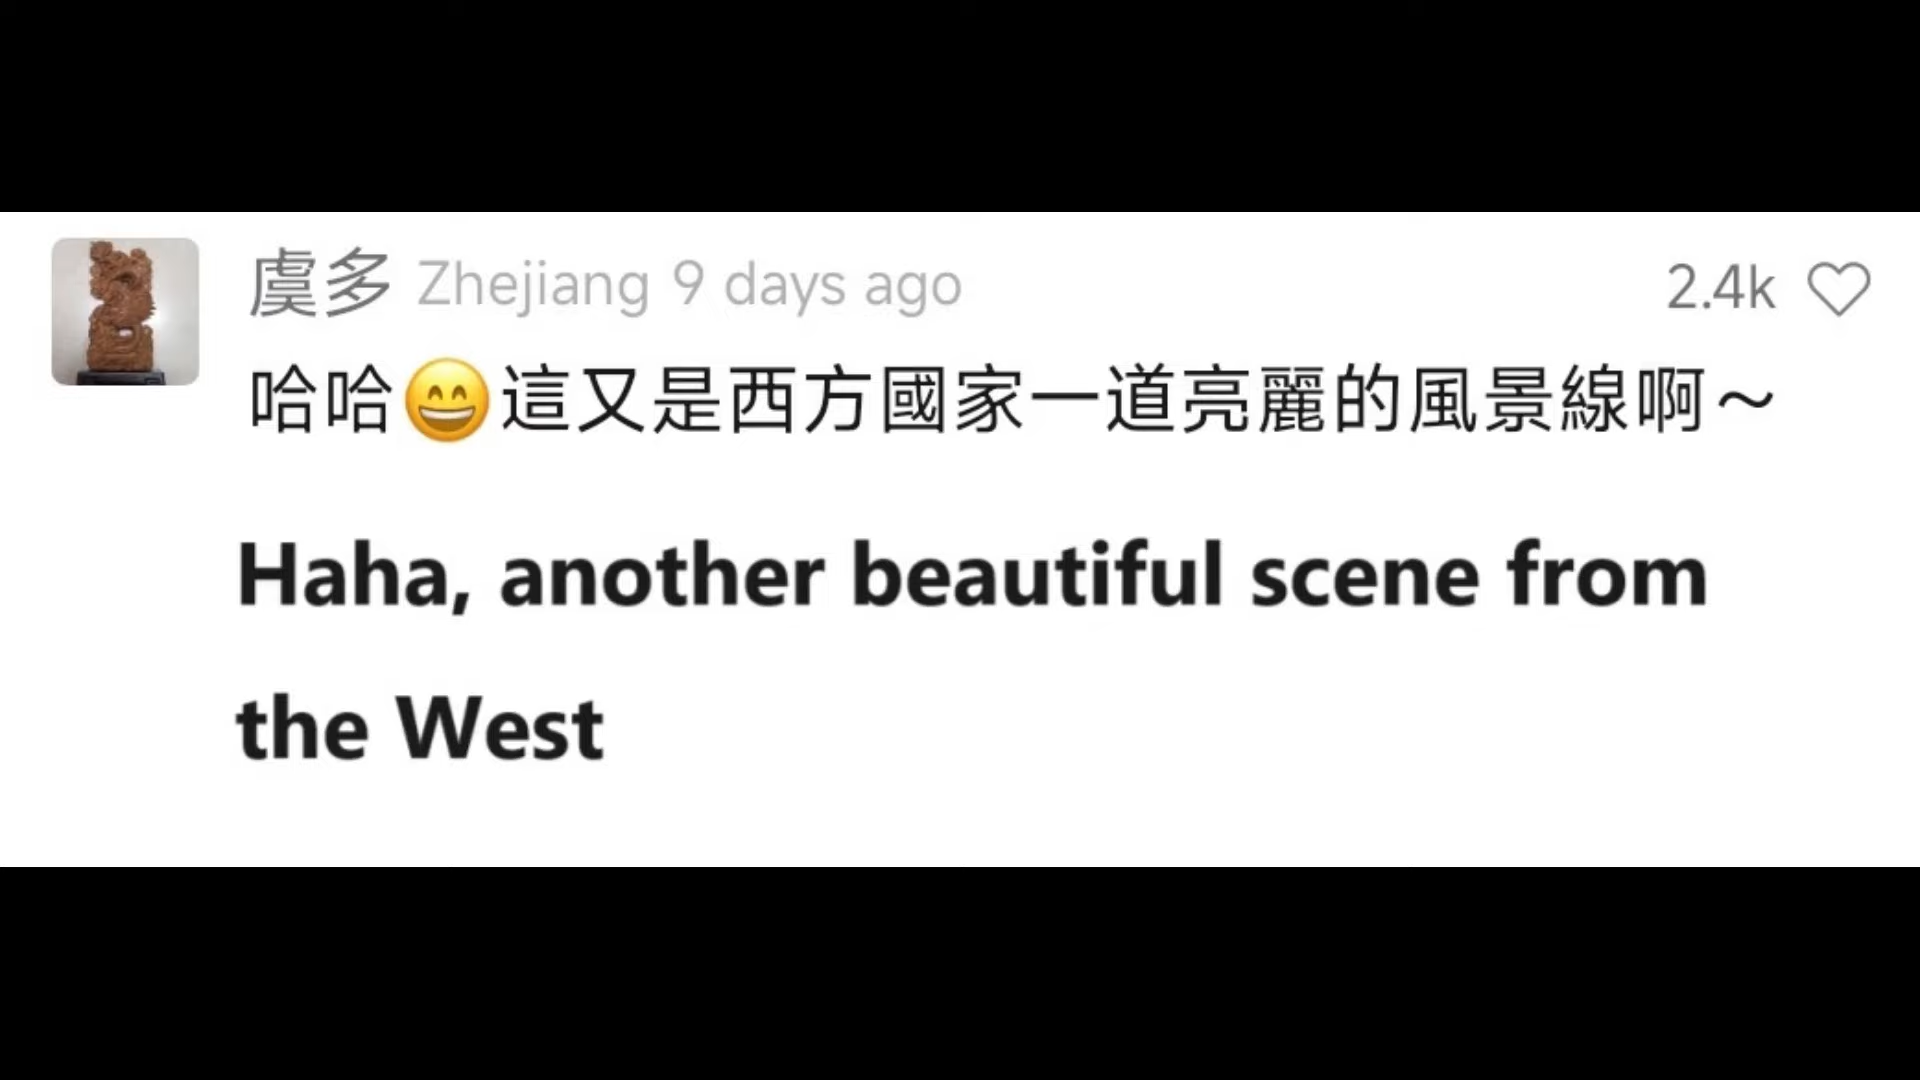 虞多 Zhejiang 9 days ago 2.4k
哈哈😄這又是西方國家一道亮麗的風景線啊~
Haha, another beautiful scene from
the West